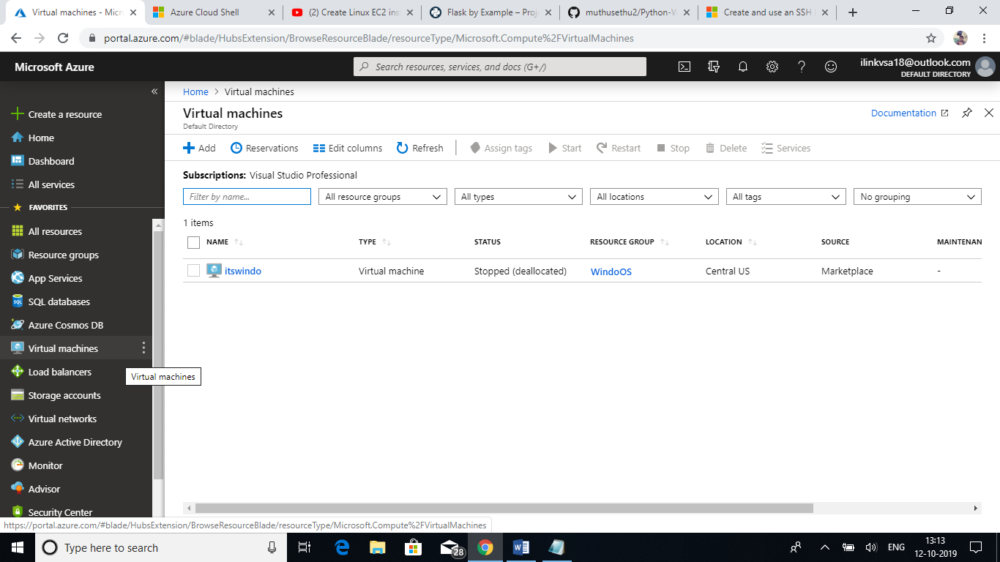 Virtual machines - Micr
Azure Cloud Shell
(2) Create Linux EC2 ins
Flask by Example – Proj
muthusethu2/Python-W
Create and use an SSH
portal.azure.com/#blade/HubsExtension/BrowseResourceBlade/resourceType/Microsoft.Compute%2FVirtualMachines
Microsoft Azure
Search resources, services, and docs (G+/)
ilinkvsa18@outlook.com
DEFAULT DIRECTORY
«
Create a resource
Home
Dashboard
All services
FAVORITES
All resources
Resource groups
App Services
SQL databases
Azure Cosmos DB
Virtual machines
Load balancers
Storage accounts
Virtual networks
Azure Active Directory
Monitor
Advisor
Security Center
Virtual machines
Home > Virtual machines
Virtual machines
Default Directory
Documentation
Add Reservations Edit columns Refresh Assign tags Start Restart Stop Delete Services
Subscriptions: Visual Studio Professional
Filter by name... All resource groups All types All locations All tags No grouping
1 items
NAME TYPE STATUS RESOURCE GROUP LOCATION SOURCE MAINTENAN
itswindo Virtual machine Stopped (deallocated) WindoOS Central US Marketplace -
https://portal.azure.com/#blade/HubsExtension/BrowseResourceBlade/resourceType/Microsoft.Compute%2FVirtualMachines
Type here to search
28
ENG
13:13
12-10-2019